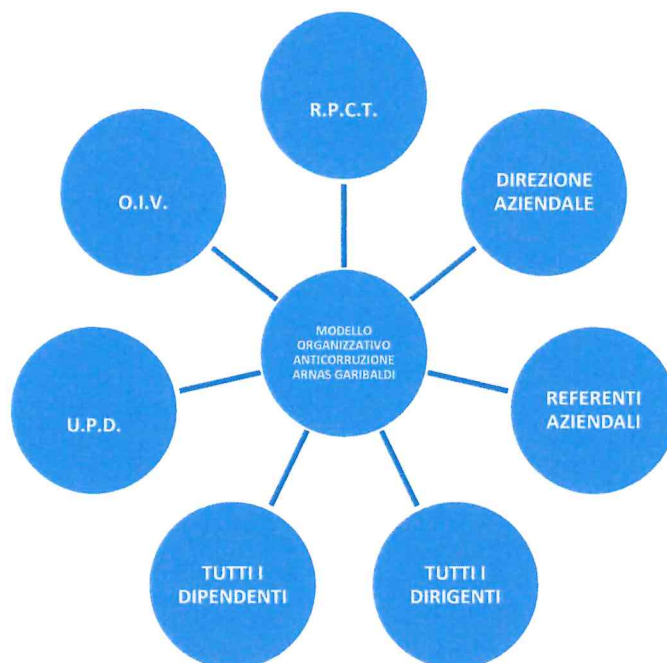 R.P.C.T.
DIREZIONE
AZIENDALE
REFERENTI
AZIENDALI
TUTTI I
DIRIGENTI
TUTTI I
DIPENDENTI
U.P.D.
O.I.V.
MODELLO
ORGANIZZATIVO
ANTICORRUZIONE
ARNAS GARIBALDI